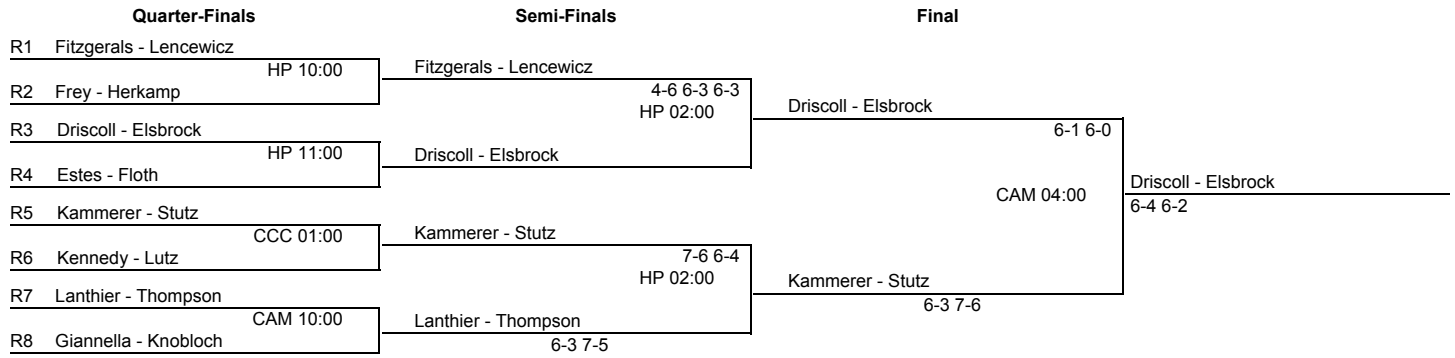 Quarter-Finals Semi-Finals Final
R1 Fitzgerals - Lencewicz
HP 10:00
Fitzgerals - Lencewicz
R2 Frey - Herkamp
4-6 6-3 6-3
HP 02:00
Driscoll - Elsbrock
R3 Driscoll - Elsbrock
6-1 6-0
HP 11:00
Driscoll - Elsbrock
R4 Estes - Floth
Driscoll - Elsbrock
CAM 04:00
6-4 6-2
R5 Kammerer - Stutz
CCC 01:00
Kammerer - Stutz
R6 Kennedy - Lutz
7-6 6-4
HP 02:00
Kammerer - Stutz
R7 Lanthier - Thompson
6-3 7-6
CAM 10:00
Lanthier - Thompson
R8 Giannella - Knobloch
6-3 7-5